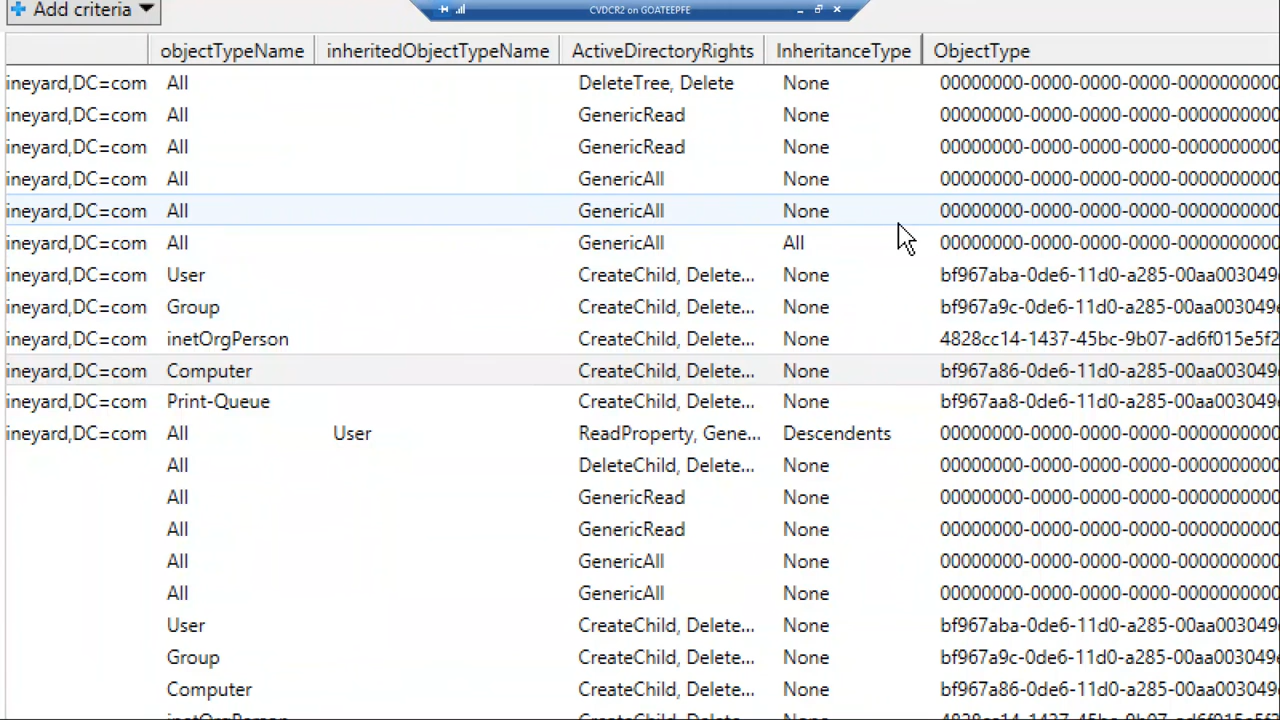 Add criteria
CVDCR2 on GOATEEPFE
objectTypeName inheritedObjectTypeName ActiveDirectoryRights InheritanceType ObjectType
ineyard,DC=com All DeleteTree, Delete None 00000000-0000-0000-0000-0000000000
ineyard,DC=com All GenericRead None 00000000-0000-0000-0000-0000000000
ineyard,DC=com All GenericRead None 00000000-0000-0000-0000-0000000000
ineyard,DC=com All GenericAll None 00000000-0000-0000-0000-0000000000
ineyard,DC=com All GenericAll None 00000000-0000-0000-0000-0000000000
ineyard,DC=com All GenericAll All 00000000-0000-0000-0000-0000000000
ineyard,DC=com User CreateChild, Delete... None bf967aba-0de6-11d0-a285-00aa003049
ineyard,DC=com Group CreateChild, Delete... None bf967a9c-0de6-11d0-a285-00aa003049
ineyard,DC=com inetOrgPerson CreateChild, Delete... None 4828cc14-1437-45bc-9b07-ad6f015e5f2
ineyard,DC=com Computer CreateChild, Delete... None bf967a86-0de6-11d0-a285-00aa003049
ineyard,DC=com Print-Queue CreateChild, Delete... None bf967aa8-0de6-11d0-a285-00aa003049
ineyard,DC=com All User ReadProperty, Gene... Descendents 00000000-0000-0000-0000-0000000000
All DeleteChild, Delete... None 00000000-0000-0000-0000-0000000000
All GenericRead None 00000000-0000-0000-0000-0000000000
All GenericRead None 00000000-0000-0000-0000-0000000000
All GenericAll None 00000000-0000-0000-0000-0000000000
All GenericAll None 00000000-0000-0000-0000-0000000000
User CreateChild, Delete... None bf967aba-0de6-11d0-a285-00aa003049
Group CreateChild, Delete... None bf967a9c-0de6-11d0-a285-00aa003049
Computer CreateChild, Delete... None bf967a86-0de6-11d0-a285-00aa003049